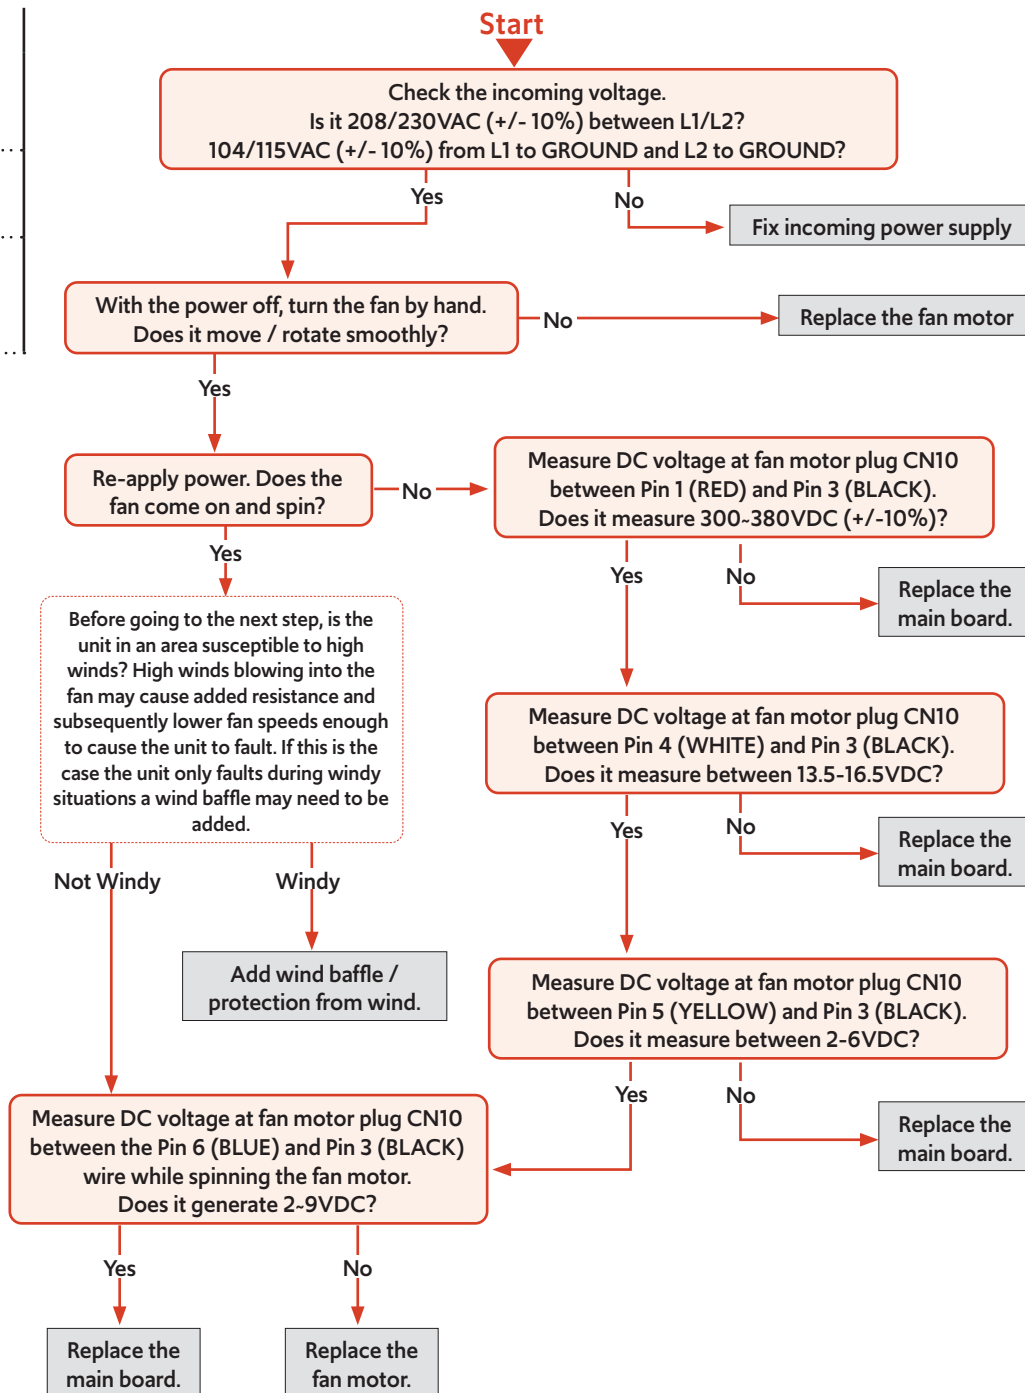 Start
Check the incoming voltage.
Is it 208/230VAC (+/- 10%) between L1/L2?
104/115VAC (+/- 10%) from L1 to GROUND and L2 to GROUND?
Yes
No
Fix incoming power supply
With the power off, turn the fan by hand.
Does it move / rotate smoothly?
No
Replace the fan motor
Yes
Re-apply power. Does the
fan come on and spin?
No
Measure DC voltage at fan motor plug CN10
between Pin 1 (RED) and Pin 3 (BLACK).
Does it measure 300~380VDC (+/-10%)?
Yes
Yes
No
Replace the
main board.
Before going to the next step, is the
unit in an area susceptible to high
winds? High winds blowing into the
fan may cause added resistance and
subsequently lower fan speeds enough
to cause the unit to fault. If this is the
case the unit only faults during windy
situations a wind baffle may need to be
added.
Measure DC voltage at fan motor plug CN10
between Pin 4 (WHITE) and Pin 3 (BLACK).
Does it measure between 13.5-16.5VDC?
Yes
No
Replace the
main board.
Not Windy
Windy
Add wind baffle /
protection from wind.
Measure DC voltage at fan motor plug CN10
between Pin 5 (YELLOW) and Pin 3 (BLACK).
Does it measure between 2-6VDC?
Yes
No
Replace the
main board.
Measure DC voltage at fan motor plug CN10
between the Pin 6 (BLUE) and Pin 3 (BLACK)
wire while spinning the fan motor.
Does it generate 2~9VDC?
Yes
No
Replace the
main board.
Replace the
fan motor.